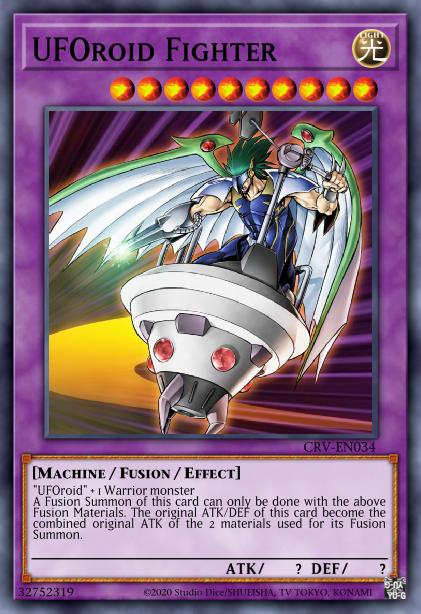 UFOroid Fighter
LIGHT
光
CRV-EN034
[Machine / Fusion / Effect]
"UFOroid" + 1 Warrior monster
A Fusion Summon of this card can only be done with the above
Fusion Materials. The original ATK/DEF of this card become the
combined original ATK of the 2 materials used for its Fusion
Summon.
ATK/ ? DEF/ ?
32752319
©2020 Studio Dice/SHUEISHA, TV TOKYO, KONAMI